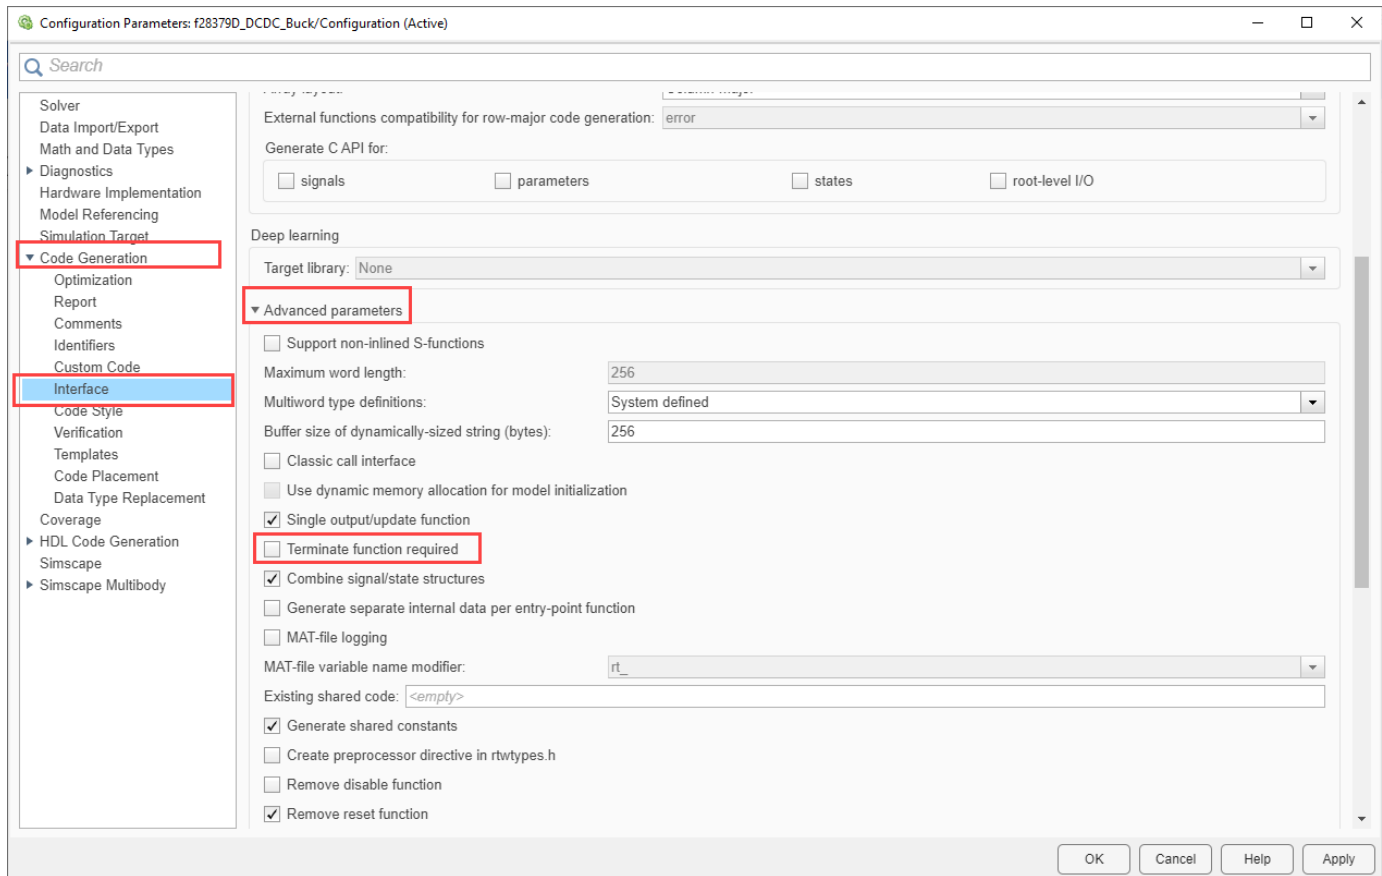 Configuration Parameters: f28379D_DCDC_Buck/Configuration (Active)
Search
Solver
Data Import/Export
Math and Data Types
Diagnostics
Hardware Implementation
Model Referencing
Simulation Target
Code Generation
Optimization
Report
Comments
Identifiers
Custom Code
Interface
Code Style
Verification
Templates
Code Placement
Data Type Replacement
Coverage
HDL Code Generation
Simscape
Simscape Multibody
External functions compatibility for row-major code generation: error
Generate C API for:
signals parameters states root-level I/O
Deep learning
Target library: None
Advanced parameters
Support non-inlined S-functions
Maximum word length: 256
Multiword type definitions: System defined
Buffer size of dynamically-sized string (bytes): 256
Classic call interface
Use dynamic memory allocation for model initialization
Single output/update function
Terminate function required
Combine signal/state structures
Generate separate internal data per entry-point function
MAT-file logging
MAT-file variable name modifier: rt_
Existing shared code: <empty>
Generate shared constants
Create preprocessor directive in rtwtypes.h
Remove disable function
Remove reset function
OK Cancel Help Apply